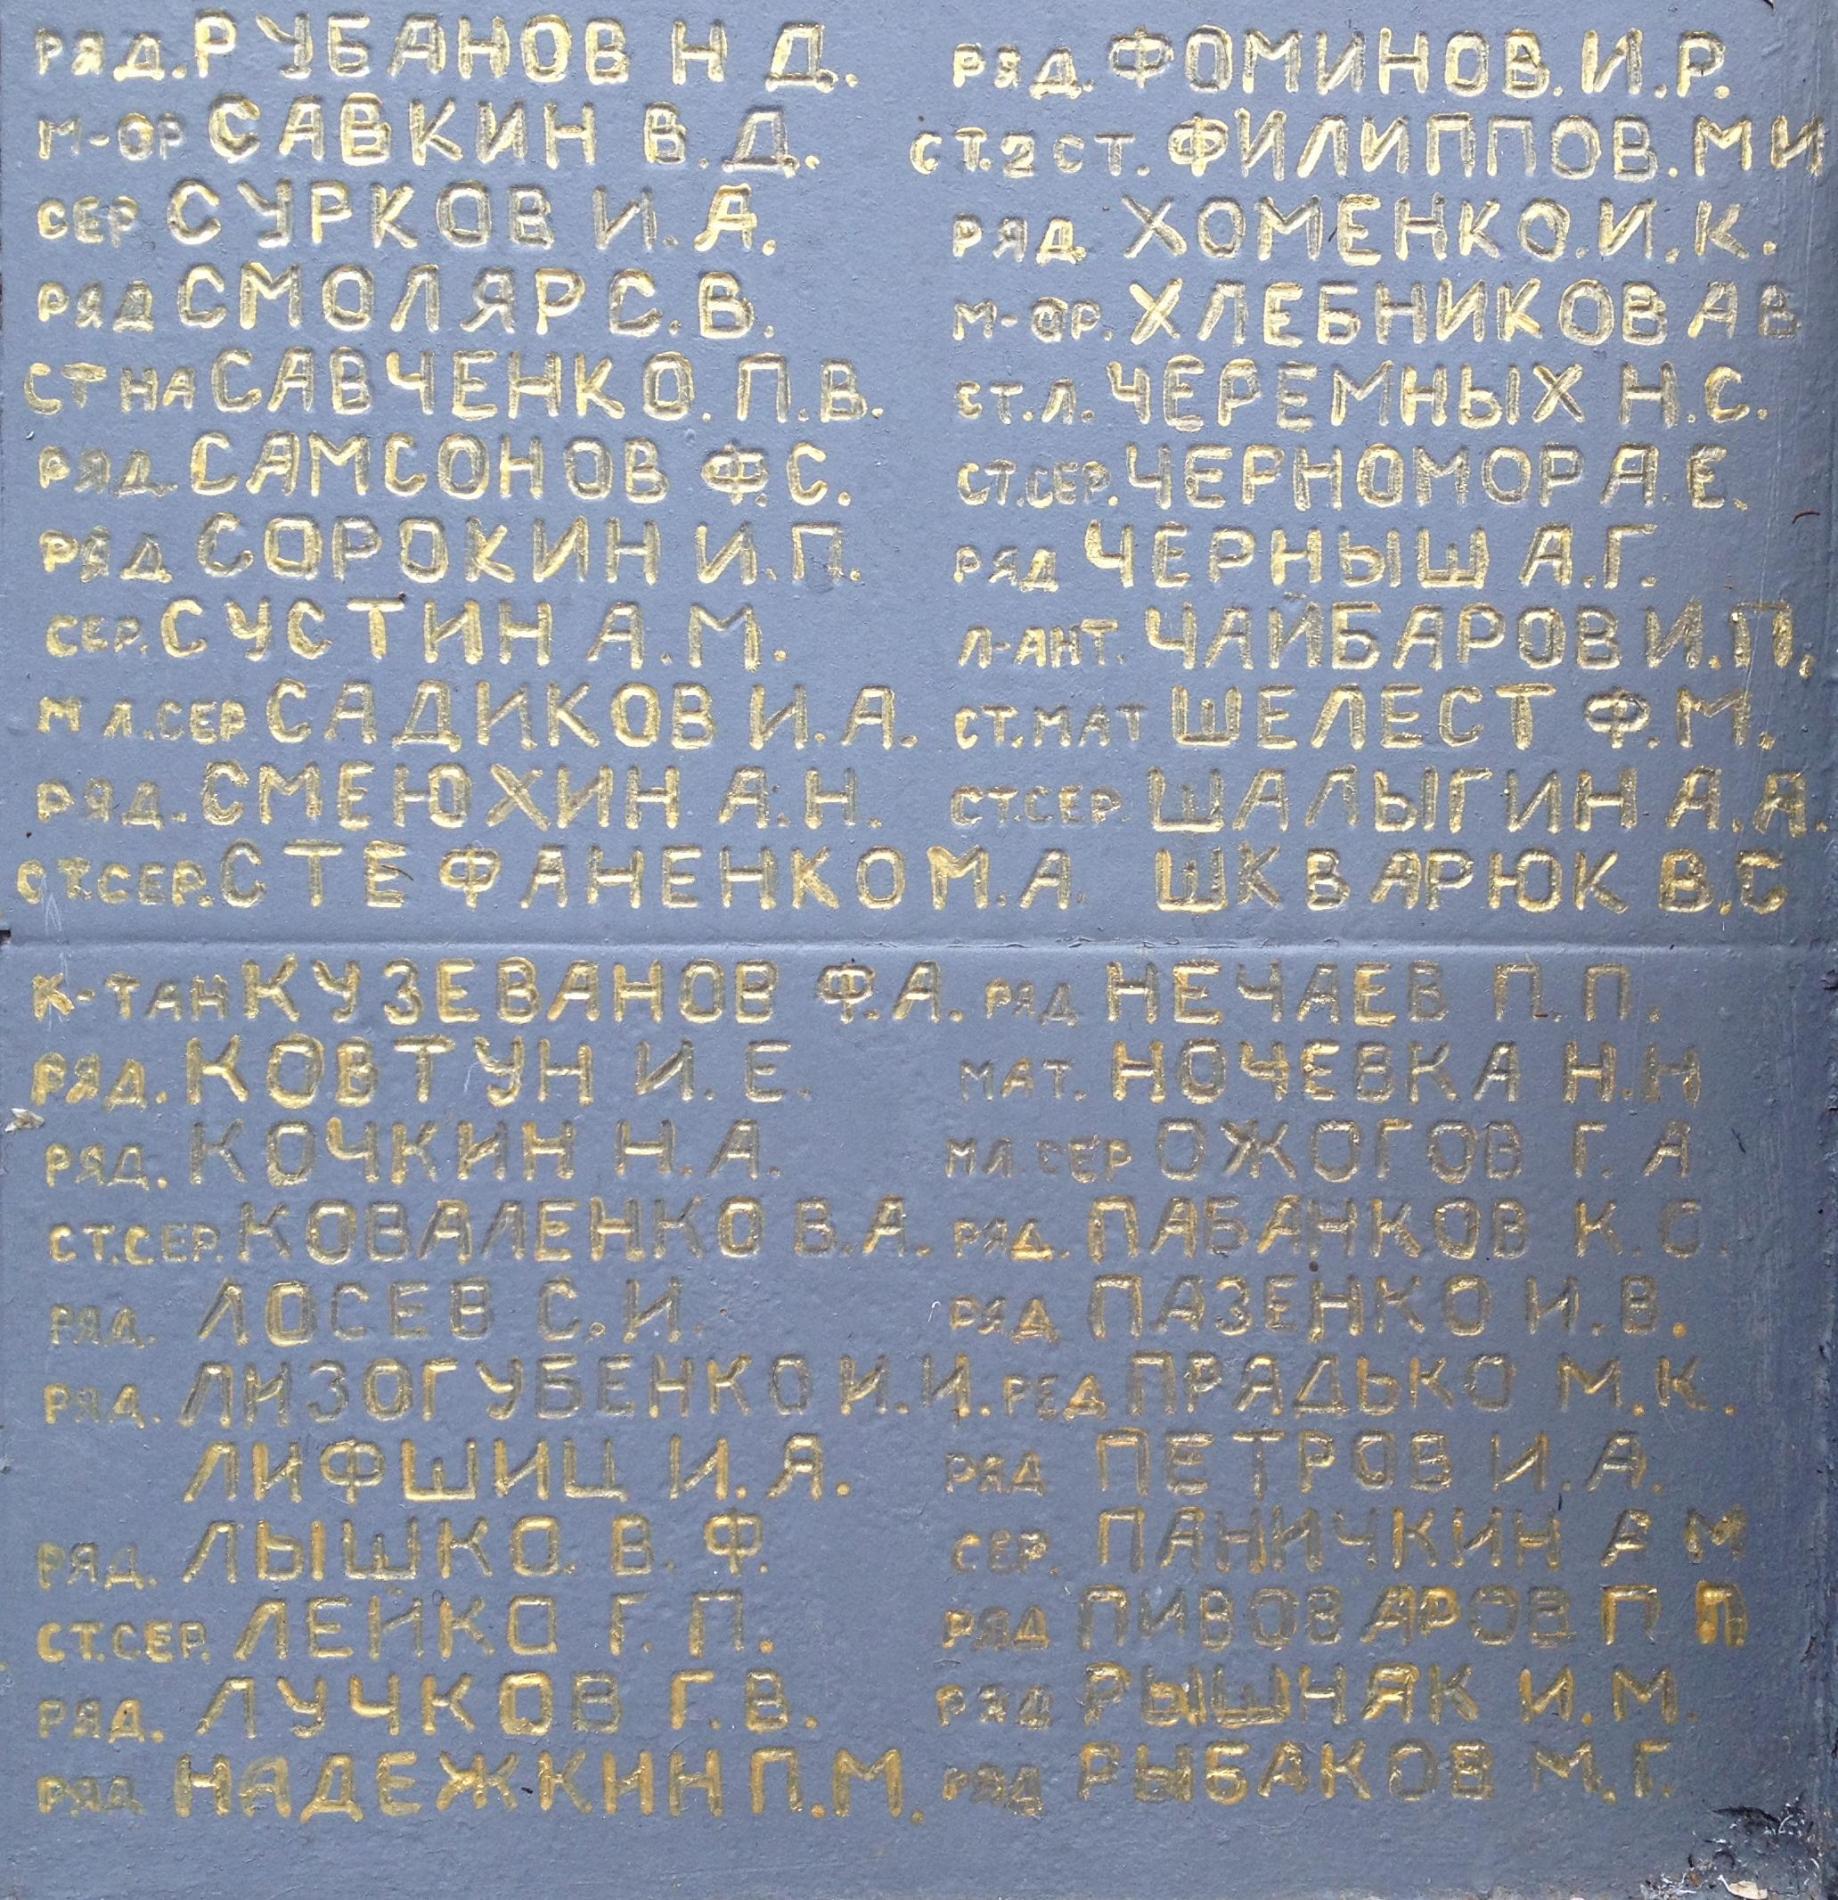 РЯД. РУБАНОВ Н Д.
М-ОР САВКИН В. Д.
СЕР СУРКОВ И. А.
РЯД СМОЛЯР С. В.
СТ НА САВЧЕНКО. П. В.
РЯД. САМСОНОВ Ф. С.
РЯД СОРОКИН И. П.
СЕР. СУСТИН А. М.
МЛ. СЕР САДИКОВ И. А.
РЯД. СМЕЮХИН А. Н.
СТ. СЕР. СТЕФАНЕНКО М. А.
РЯД. ФОМИНОВ. И. Р.
СТ. 2 СТ. ФИЛИППОВ. М И
РЯД. ХОМЕНКО. И. К.
М-ОР. ХЛЕБНИКОВ А В
СТ. Л. ЧЕРЕМНЫХ Н. С.
СТ. СЕР. ЧЕРНОМОР А. Е.
РЯД ЧЕРНЫШ А. Г.
Л-АНТ. ЧАЙБАРОВ И. П.
СТ. МАТ ШЕЛЕСТ Ф. М.
СТ. СЕР. ШАЛЫГИН А. Я.
ШКВАРЮК В. С
К-ТАН КУЗЕВАНОВ Ф. А.
РЯД. КОВТУН И. Е.
РЯД. КОЧКИН Н. А.
СТ. СЕР. КОВАЛЕНКО В. А.
РЯД. ЛОСЕВ С. И.
РЯД. ЛИЗОГУБЕНКО И. И.
ЛИФШИЦ И. Я.
РЯД. ЛЫШКО. В. Ф.
СТ. СЕР. ЛЕЙКО Г. П.
РЯД. ЛУЧКОВ Г. В.
РЯД НАДЕЖКИН П. М.
РЯД НЕЧАЕВ П. П.
МАТ. НОЧЕВКА Н. Н
МЛ. СЕР ОЖОГОВ Г. А
РЯД. ПАБАЧКОВ К. С.
РЯД ПАЗЕНКО И. В.
РЕД ПРЯДЬКО М. К.
РЯД ПЕТРОВ И. А.
СЕР. ПАНИЧКИН А М
РЯД ПИВОВАРОВ П П
РЯД РЫШНЯК И. М.
РЯД РЫБАКОВ М. Г.